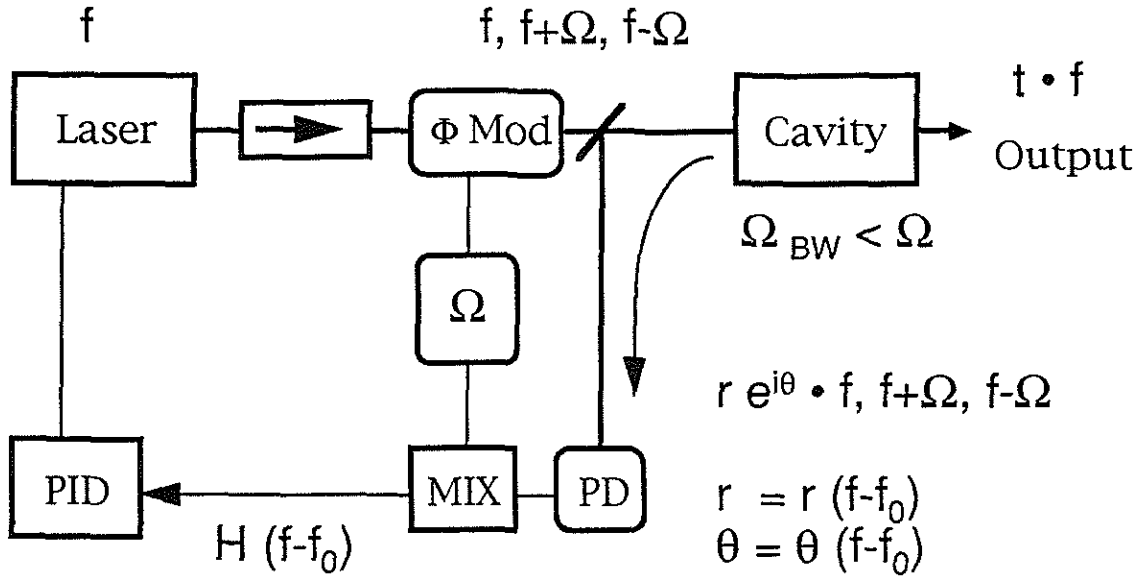 f
f, f+Ω, f-Ω
t • f
Laser
Φ Mod
Cavity
Output
Ω BW < Ω
Ω
r e^iθ • f, f+Ω, f-Ω
PID
MIX
PD
r = r (f-f₀)
H (f-f₀)
θ = θ (f-f₀)